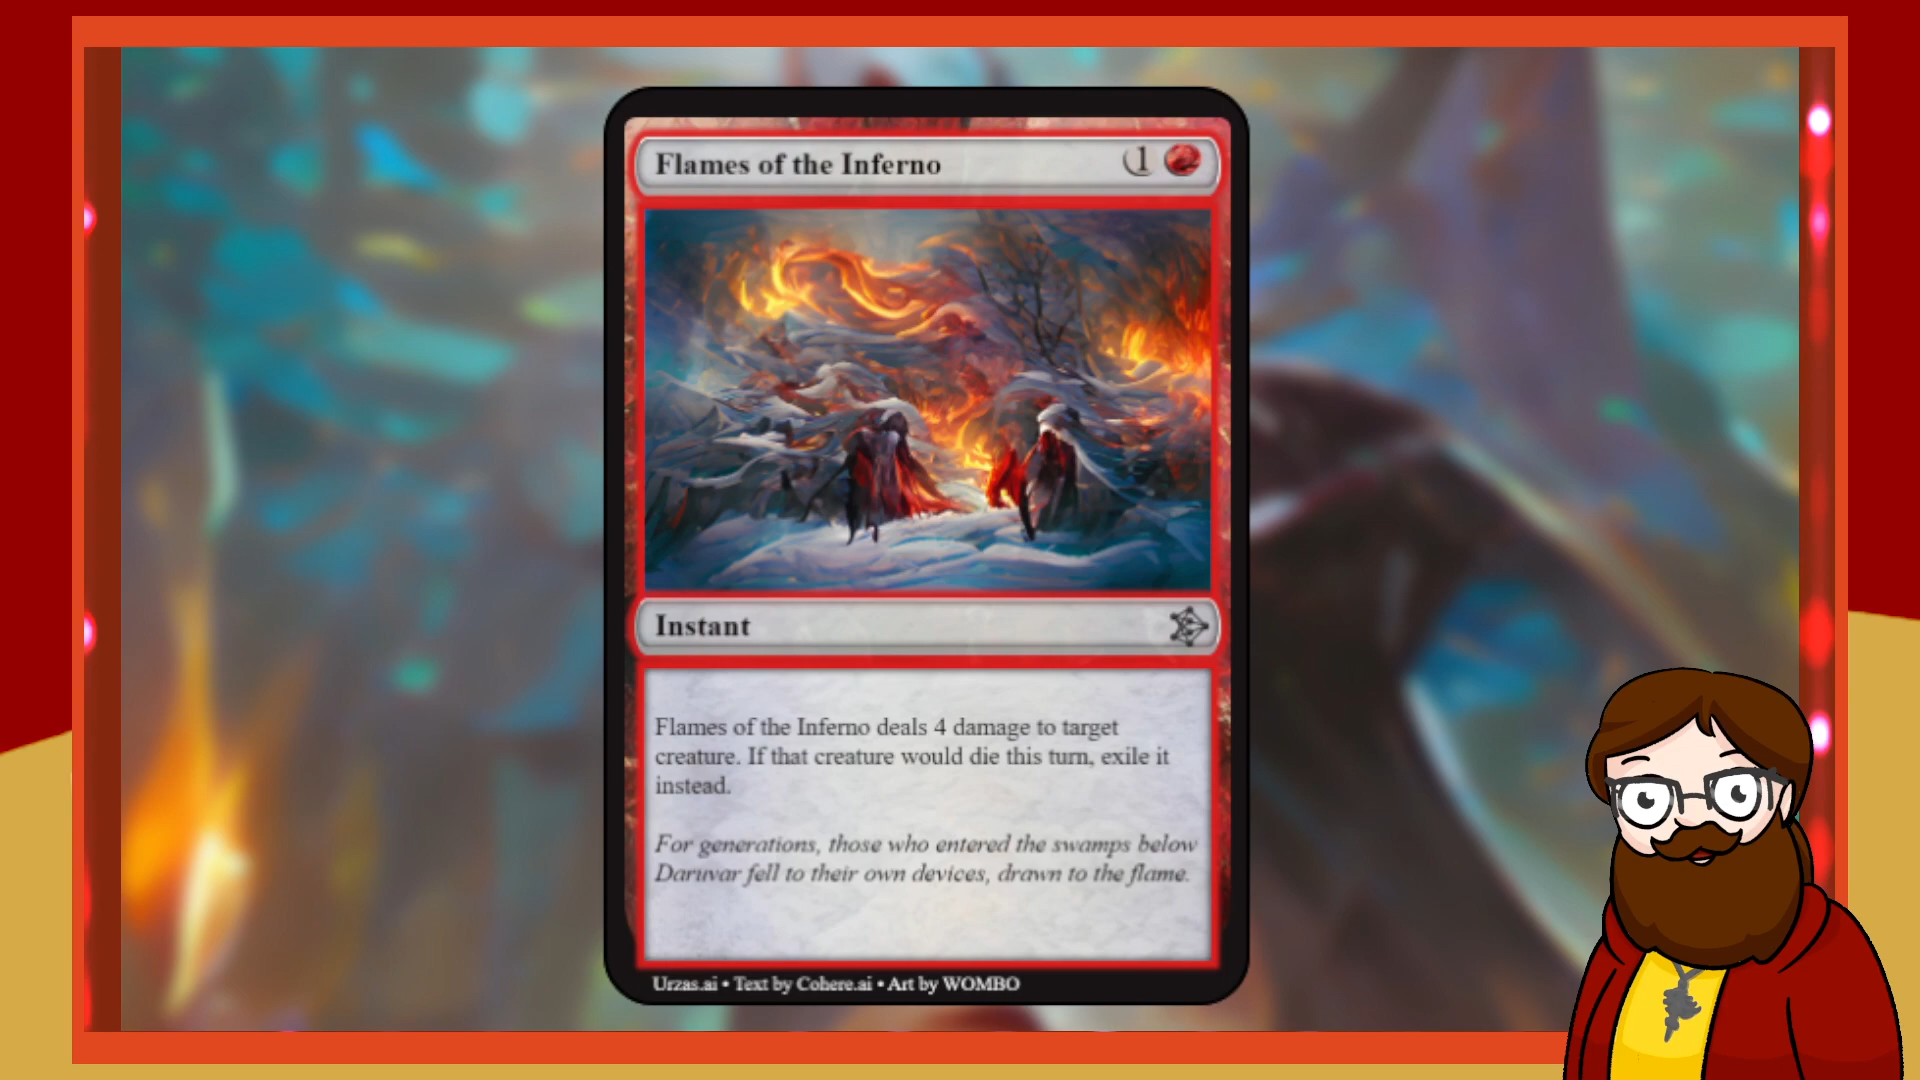 Flames of the Inferno
1
Instant
Flames of the Inferno deals 4 damage to target
creature. If that creature would die this turn, exile it
instead.
For generations, those who entered the swamps below
Daruvar fell to their own devices, drawn to the flame.
Urzas.ai • Text by Cohere.ai • Art by WOMBO